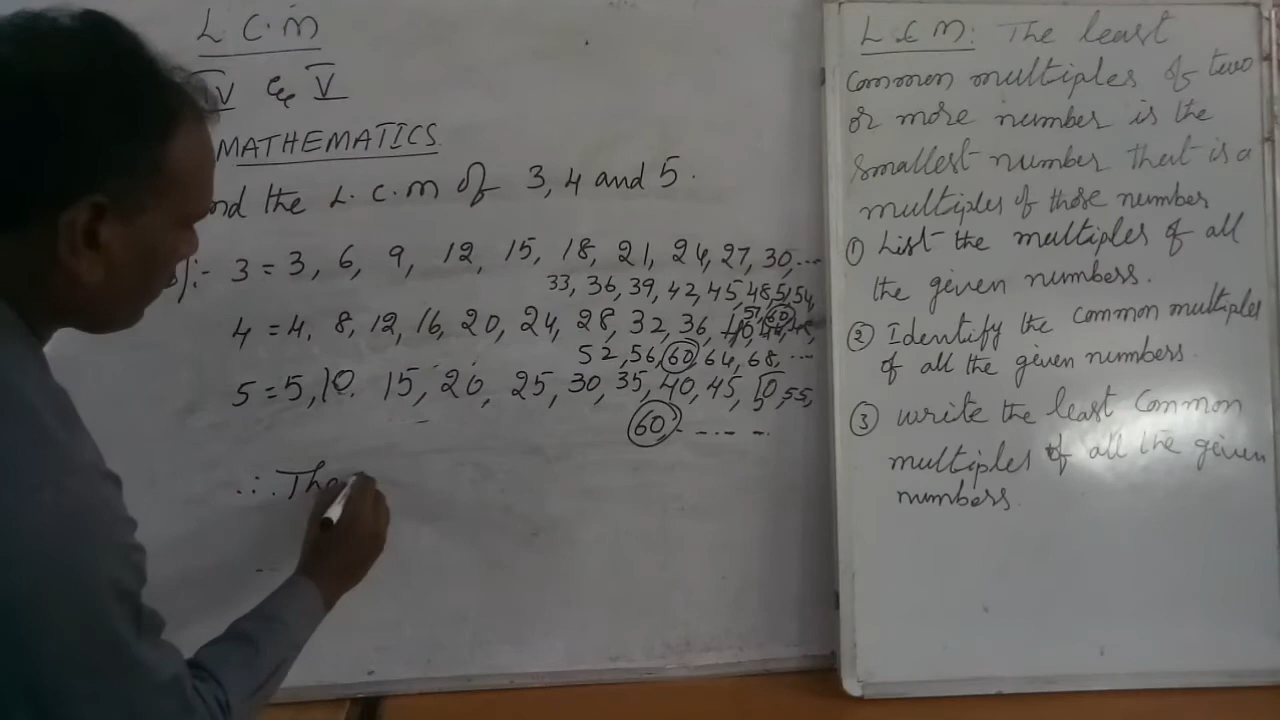 L C.M
V & V
MATHEMATICS.
nd the L.C.M of 3, 4 and 5.
):- 3 = 3, 6, 9, 12, 15, 18, 21, 24, 27, 30, ...
33, 36, 39, 42, 45, 48, 51, 54,
57, 60
4 = 4, 8, 12, 16, 20, 24, 28, 32, 36, 40,
52, 56, 60, 64, 68, ...
5 = 5, 10, 15, 20, 25, 30, 35, 40, 45, 50, 55,
60 - - - - -
∴ The
L.C.M: The least
Common multiples of two
or more number is the
smallest number that is a
multiples of those number
① List the multiples of all
the given numbers.
② Identify the common multiples
of all the given numbers.
③ write the least Common
multiples of all the given
numbers.